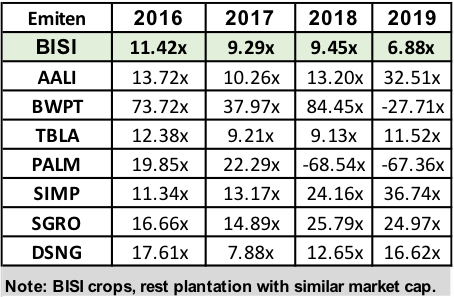 Emiten 2016 2017 2018 2019
BISI 11.42x 9.29x 9.45x 6.88x
AALI 13.72x 10.26x 13.20x 32.51x
BWPT 73.72x 37.97x 84.45x -27.71x
TBLA 12.38x 9.21x 9.13x 11.52x
PALM 19.85x 22.29x -68.54x -67.36x
SIMP 11.34x 13.17x 24.16x 36.74x
SGRO 16.66x 14.89x 25.79x 24.97x
DSNG 17.61x 7.88x 12.65x 16.62x
Note: BISI crops, rest plantation with similar market cap.